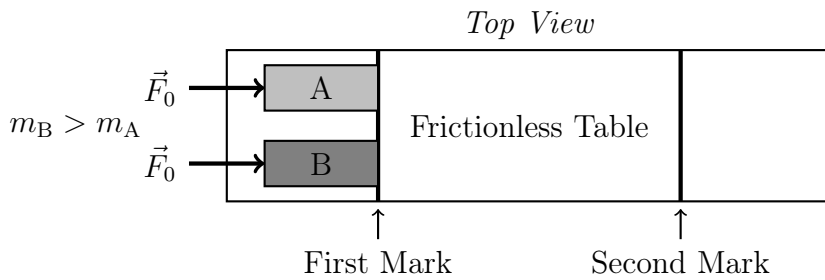 Top View
F⃗₀
A
m_B > m_A
Frictionless Table
F⃗₀
B
First Mark
Second Mark